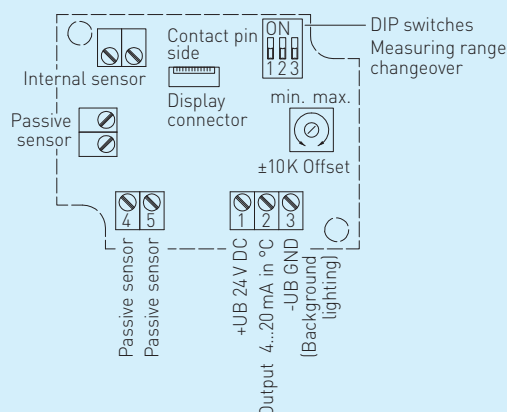 ON
1 2 3
DIP switches
Measuring range
changeover
Contact pin
side
Internal sensor
Display
connector
min. max.
Passive
sensor
±10K Offset
4 5
1 2 3
Passive sensor
Passive sensor
+UB 24 V DC
Output 4...20 mA in °C
-UB GND
(Background
lighting)